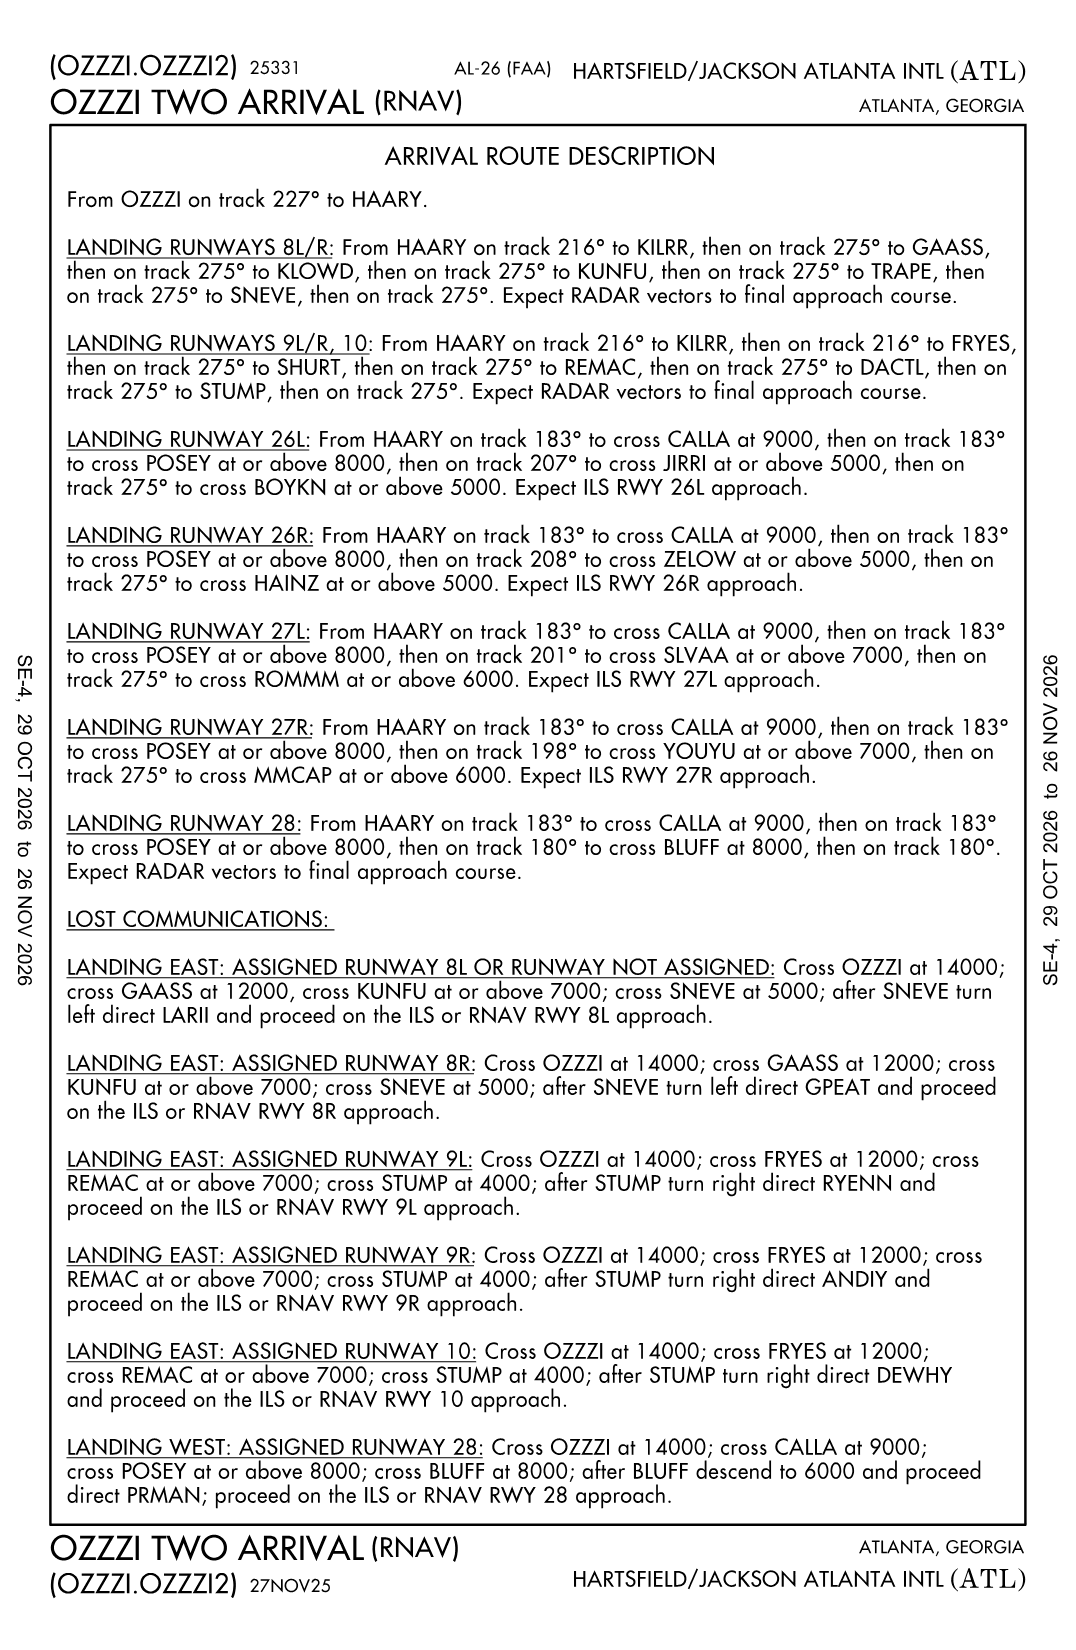 (OZZZI.OZZZI2) 25331 AL-26 (FAA) HARTSFIELD/JACKSON ATLANTA INTL (ATL)
OZZZI TWO ARRIVAL (RNAV) ATLANTA, GEORGIA
ARRIVAL ROUTE DESCRIPTION
From OZZZI on track 227° to HAARY.
LANDING RUNWAYS 8L/R: From HAARY on track 216° to KILRR, then on track 275° to GAASS,
then on track 275° to KLOWD, then on track 275° to KUNFU, then on track 275° to TRAPE, then
on track 275° to SNEVE, then on track 275°. Expect RADAR vectors to final approach course.
LANDING RUNWAYS 9L/R, 10: From HAARY on track 216° to KILRR, then on track 216° to FRYES,
then on track 275° to SHURT, then on track 275° to REMAC, then on track 275° to DACTL, then on
track 275° to STUMP, then on track 275°. Expect RADAR vectors to final approach course.
LANDING RUNWAY 26L: From HAARY on track 183° to cross CALLA at 9000, then on track 183°
to cross POSEY at or above 8000, then on track 207° to cross JIRRI at or above 5000, then on
track 275° to cross BOYKN at or above 5000. Expect ILS RWY 26L approach.
LANDING RUNWAY 26R: From HAARY on track 183° to cross CALLA at 9000, then on track 183°
to cross POSEY at or above 8000, then on track 208° to cross ZELOW at or above 5000, then on
track 275° to cross HAINZ at or above 5000. Expect ILS RWY 26R approach.
LANDING RUNWAY 27L: From HAARY on track 183° to cross CALLA at 9000, then on track 183°
to cross POSEY at or above 8000, then on track 201° to cross SLVAA at or above 7000, then on
track 275° to cross ROMMM at or above 6000. Expect ILS RWY 27L approach.
LANDING RUNWAY 27R: From HAARY on track 183° to cross CALLA at 9000, then on track 183°
to cross POSEY at or above 8000, then on track 198° to cross YOUYU at or above 7000, then on
track 275° to cross MMCAP at or above 6000. Expect ILS RWY 27R approach.
LANDING RUNWAY 28: From HAARY on track 183° to cross CALLA at 9000, then on track 183°
to cross POSEY at or above 8000, then on track 180° to cross BLUFF at 8000, then on track 180°.
Expect RADAR vectors to final approach course.
LOST COMMUNICATIONS:
LANDING EAST: ASSIGNED RUNWAY 8L OR RUNWAY NOT ASSIGNED: Cross OZZZI at 14000;
cross GAASS at 12000, cross KUNFU at or above 7000; cross SNEVE at 5000; after SNEVE turn
left direct LARII and proceed on the ILS or RNAV RWY 8L approach.
LANDING EAST: ASSIGNED RUNWAY 8R: Cross OZZZI at 14000; cross GAASS at 12000; cross
KUNFU at or above 7000; cross SNEVE at 5000; after SNEVE turn left direct GPEAT and proceed
on the ILS or RNAV RWY 8R approach.
LANDING EAST: ASSIGNED RUNWAY 9L: Cross OZZZI at 14000; cross FRYES at 12000; cross
REMAC at or above 7000; cross STUMP at 4000; after STUMP turn right direct RYENN and
proceed on the ILS or RNAV RWY 9L approach.
LANDING EAST: ASSIGNED RUNWAY 9R: Cross OZZZI at 14000; cross FRYES at 12000; cross
REMAC at or above 7000; cross STUMP at 4000; after STUMP turn right direct ANDIY and
proceed on the ILS or RNAV RWY 9R approach.
LANDING EAST: ASSIGNED RUNWAY 10: Cross OZZZI at 14000; cross FRYES at 12000;
cross REMAC at or above 7000; cross STUMP at 4000; after STUMP turn right direct DEWHY
and proceed on the ILS or RNAV RWY 10 approach.
LANDING WEST: ASSIGNED RUNWAY 28: Cross OZZZI at 14000; cross CALLA at 9000;
cross POSEY at or above 8000; cross BLUFF at 8000; after BLUFF descend to 6000 and proceed
direct PRMAN; proceed on the ILS or RNAV RWY 28 approach.
SE-4, 29 OCT 2026 to 26 NOV 2026
SE-4, 29 OCT 2026 to 26 NOV 2026
OZZZI TWO ARRIVAL (RNAV) ATLANTA, GEORGIA
(OZZZI.OZZZI2) 27NOV25 HARTSFIELD/JACKSON ATLANTA INTL (ATL)